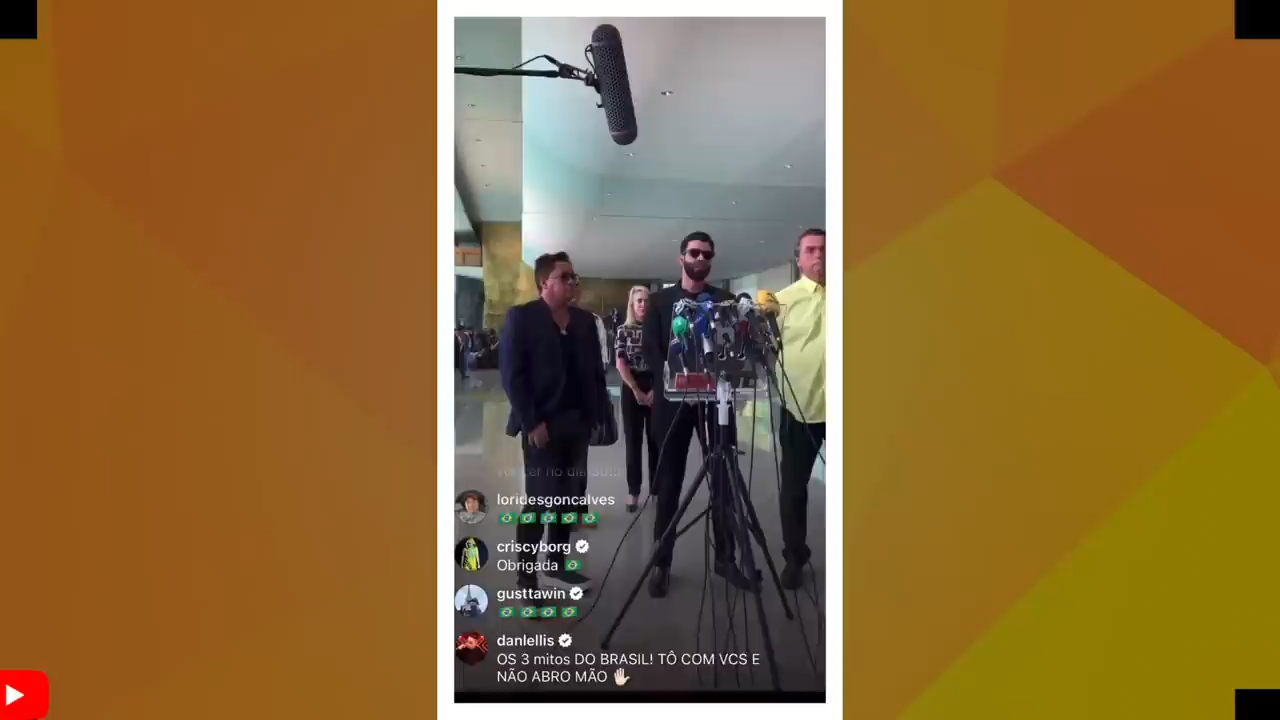 loridesgoncalves
🇧🇷 🇧🇷 🇧🇷 🇧🇷 🇧🇷
criscyborg
Obrigada 🇧🇷
gusttawin
🇧🇷 🇧🇷 🇧🇷 🇧🇷
danlellis
OS 3 mitos DO BRASIL! TÔ COM VCS E
NÃO ABRO MÃO 🖐🏻